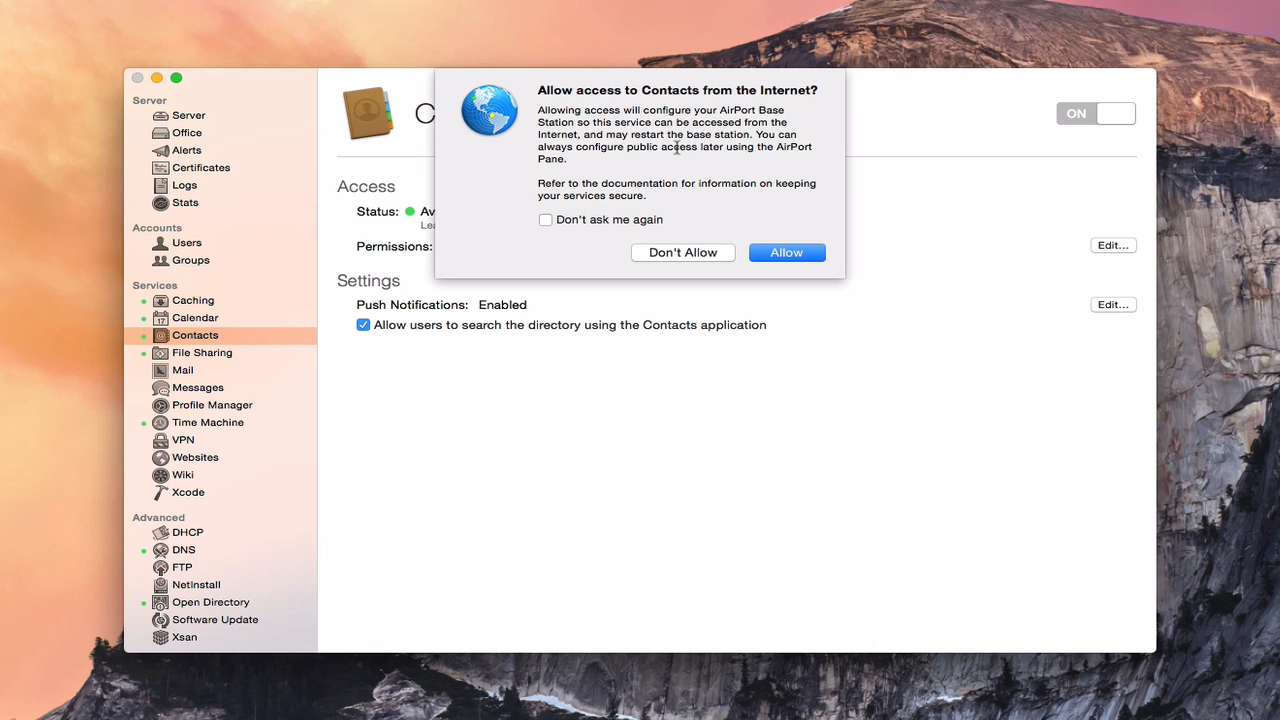 Server
Server
Office
Alerts
Certificates
Logs
Stats
Accounts
Users
Groups
Services
Caching
Calendar
Contacts
File Sharing
Mail
Messages
Profile Manager
Time Machine
VPN
Websites
Wiki
Xcode
Advanced
DHCP
DNS
FTP
NetInstall
Open Directory
Software Update
Xsan
Allow access to Contacts from the Internet?
Allowing access will configure your AirPort Base
Station so this service can be accessed from the
Internet, and may restart the base station. You can
always configure public access later using the AirPort
Pane.
Refer to the documentation for information on keeping
your services secure.
Don't ask me again
Don't Allow
Allow
C
ON
Access
Status: Av
Lea
Permissions:
Edit...
Settings
Push Notifications: Enabled
Edit...
Allow users to search the directory using the Contacts application
17